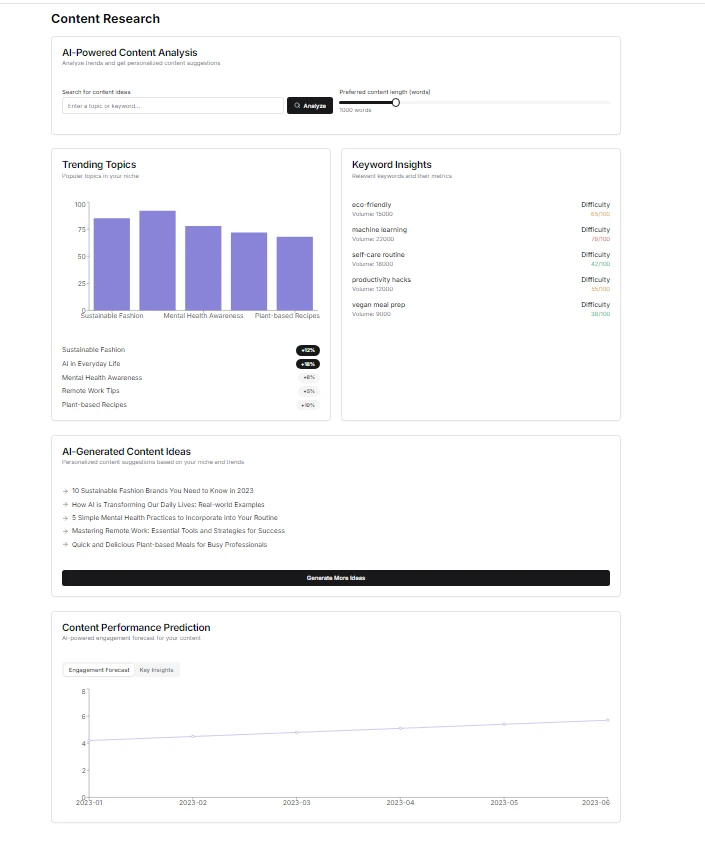 Content Research
AI-Powered Content Analysis
Analyze trends and get personalized content suggestions
Search for content ideas
Enter a topic or keyword...
Analyze
Preferred content length (words)
1000 words
Trending Topics
Popular topics in your niche
100
75
50
25
0
Sustainable Fashion Mental Health Awareness Plant-based Recipes
Sustainable Fashion +12%
AI in Everyday Life +18%
Mental Health Awareness +8%
Remote Work Tips +5%
Plant-based Recipes +10%
Keyword Insights
Relevant keywords and their metrics
eco-friendly Difficulty
Volume: 15000 65/100
machine learning Difficulty
Volume: 22000 78/100
self-care routine Difficulty
Volume: 18000 42/100
productivity hacks Difficulty
Volume: 12000 55/100
vegan meal prep Difficulty
Volume: 9000 38/100
AI-Generated Content Ideas
Personalized content suggestions based on your niche and trends
→ 10 Sustainable Fashion Brands You Need to Know in 2023
→ How AI is Transforming Our Daily Lives: Real-world Examples
→ 5 Simple Mental Health Practices to Incorporate into Your Routine
→ Mastering Remote Work: Essential Tools and Strategies for Success
→ Quick and Delicious Plant-based Meals for Busy Professionals
Generate More Ideas
Content Performance Prediction
AI-powered engagement forecast for your content
Engagement Forecast Key Insights
8
6
4
2
0
2023-01 2023-02 2023-03 2023-04 2023-05 2023-06